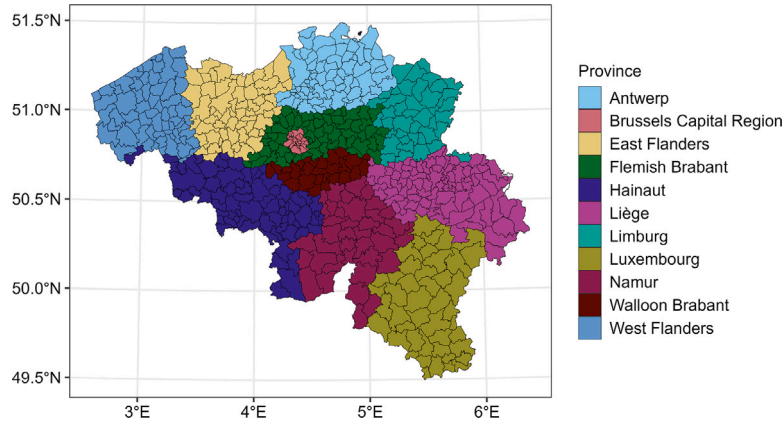 51.5°N
51.0°N
50.5°N
50.0°N
49.5°N
3°E
4°E
5°E
6°E
Province
Antwerp
Brussels Capital Region
East Flanders
Flemish Brabant
Hainaut
Liège
Limburg
Luxembourg
Namur
Walloon Brabant
West Flanders